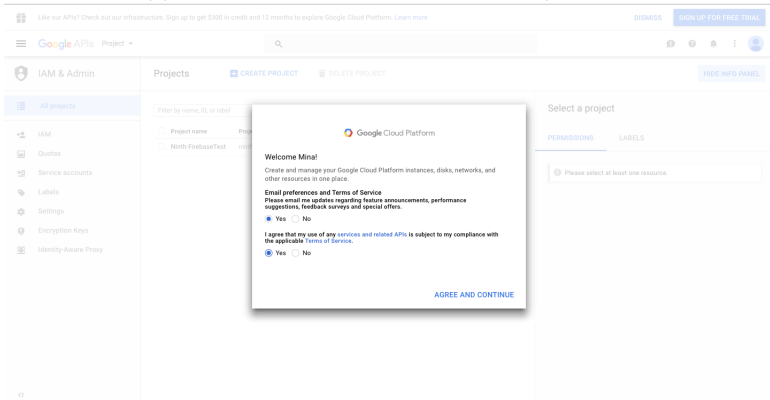 Like our APIs? Check out our infrastructure. Sign up to get $300 in credit and 12 months to explore Google Cloud Platform. Learn more
DISMISS
SIGN UP FOR FREE TRIAL
Google APIs Project
IAM & Admin
Projects
CREATE PROJECT
DELETE PROJECT
HIDE INFO PANEL
All projects
IAM
Quotas
Service accounts
Labels
Settings
Encryption Keys
Identity-Aware Proxy
Filter by name, ID, or label
Project name
Ninth-FirebaseTest
Google Cloud Platform
Welcome Mina!
Create and manage your Google Cloud Platform instances, disks, networks, and
other resources in one place.
Email preferences and Terms of Service
Please email me updates regarding feature announcements, performance
suggestions, feedback surveys and special offers.
Yes No
I agree that my use of any services and related APIs is subject to my compliance with
the applicable Terms of Service.
Yes No
AGREE AND CONTINUE
Select a project
PERMISSIONS LABELS
Please select at least one resource.